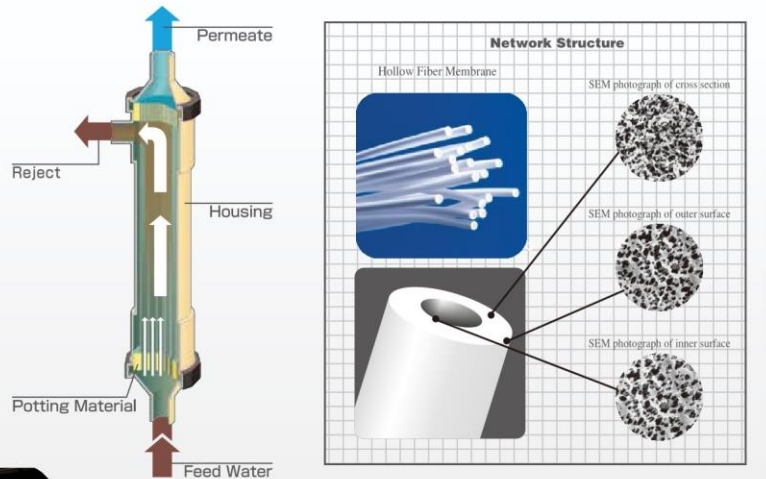 Permeate
Reject
Housing
Potting Material
Feed Water
Network Structure
Hollow Fiber Membrane
SEM photograph of cross section
SEM photograph of outer surface
SEM photograph of inner surface